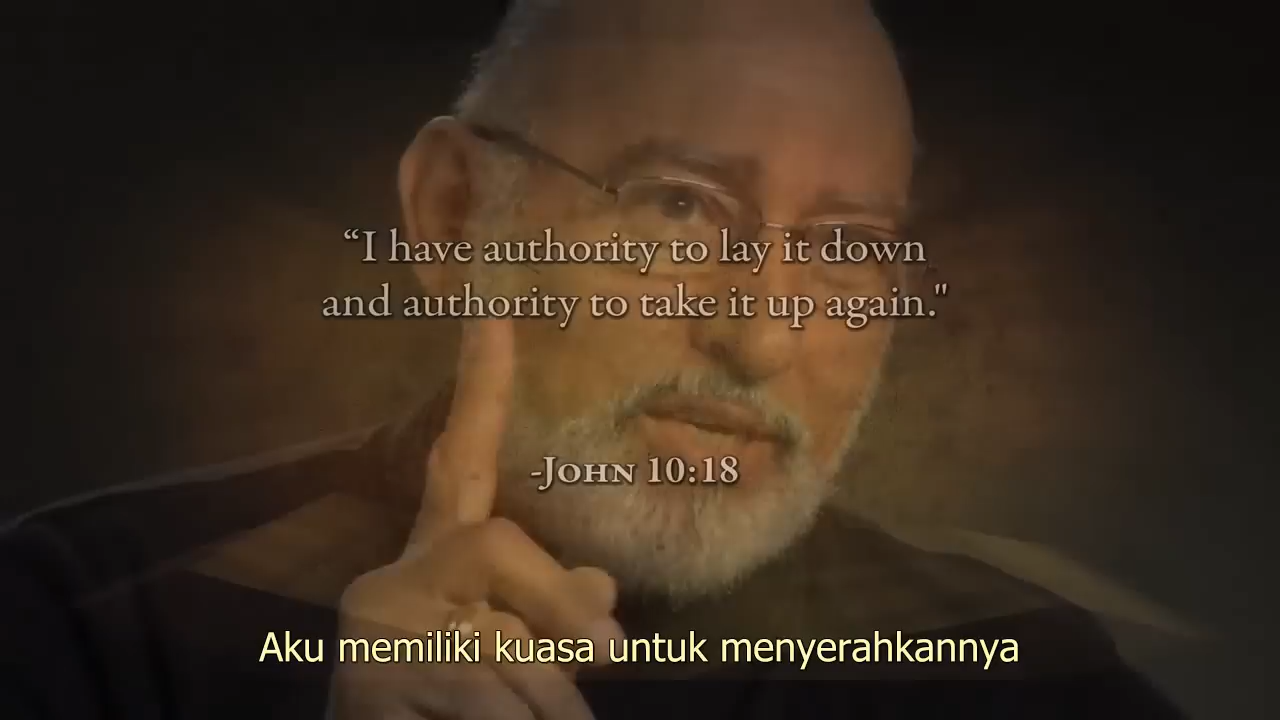 “I have authority to lay it down
and authority to take it up again."
-John 10:18
Aku memiliki kuasa untuk menyerahkannya